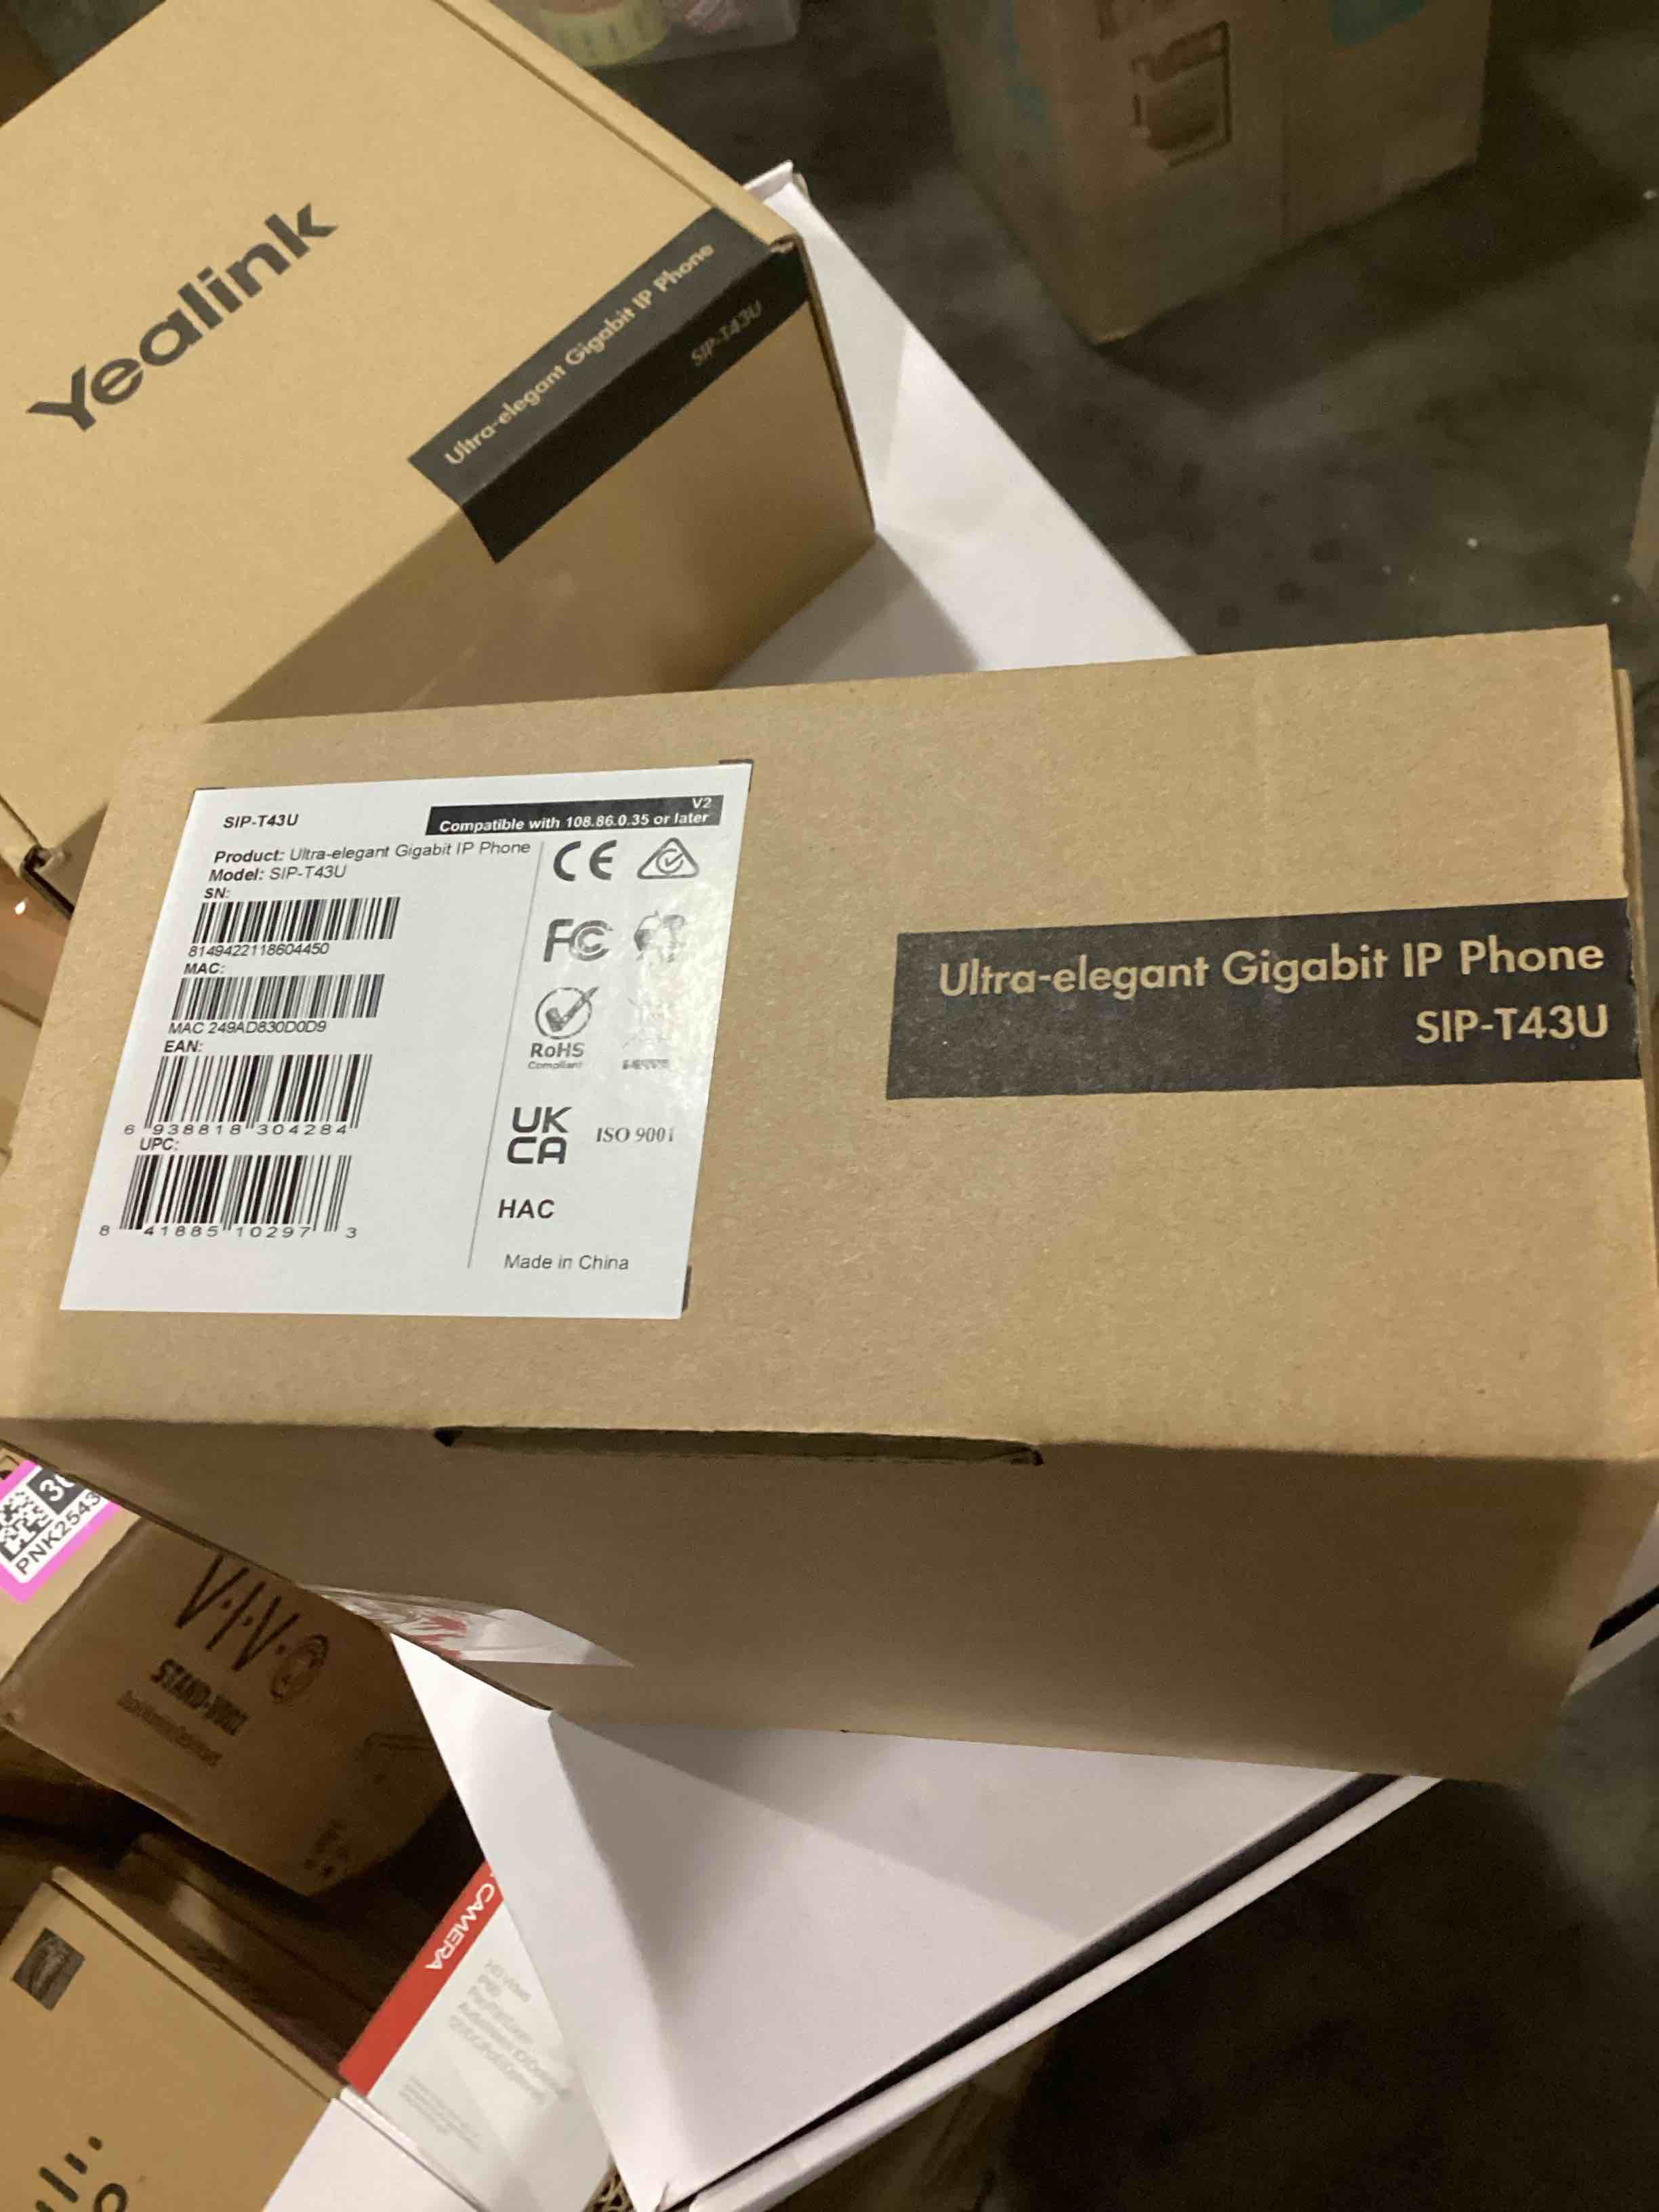 Yealink
Ultra-elegant Gigabit IP Phone
SIP-T43U
SIP-T43U
V2
Compatible with 108.86.0.35 or later
Product: Ultra-elegant Gigabit IP Phone
Model: SIP-T43U
SN:
8149422118604450
MAC:
MAC 249AD830D0D9
EAN:
6 938818 304284
UPC:
8 41885 10297 3
CE
FC
RoHS
Compliant
UK
CA
ISO 9001
HAC
Made in China
Ultra-elegant Gigabit IP Phone
SIP-T43U
PNK2543
V·I·V·O
CAMERA